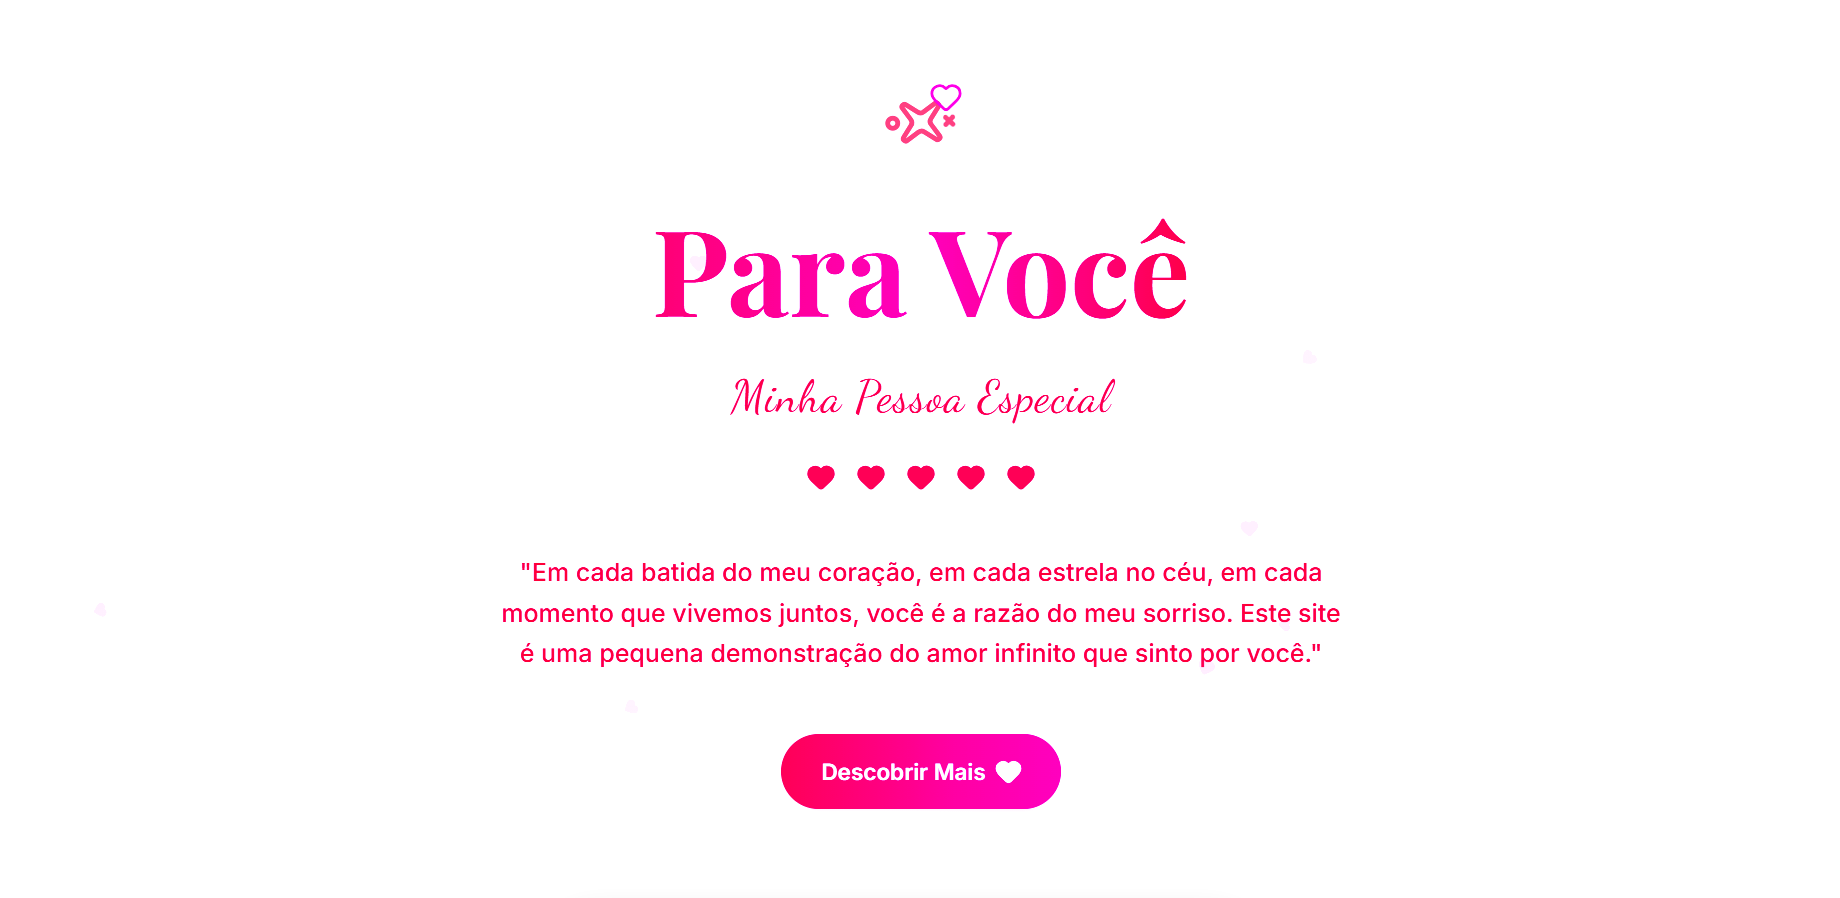 Para Você
Minha Pessoa Especial
"Em cada batida do meu coração, em cada estrela no céu, em cada
momento que vivemos juntos, você é a razão do meu sorriso. Este site
é uma pequena demonstração do amor infinito que sinto por você."
Descobrir Mais